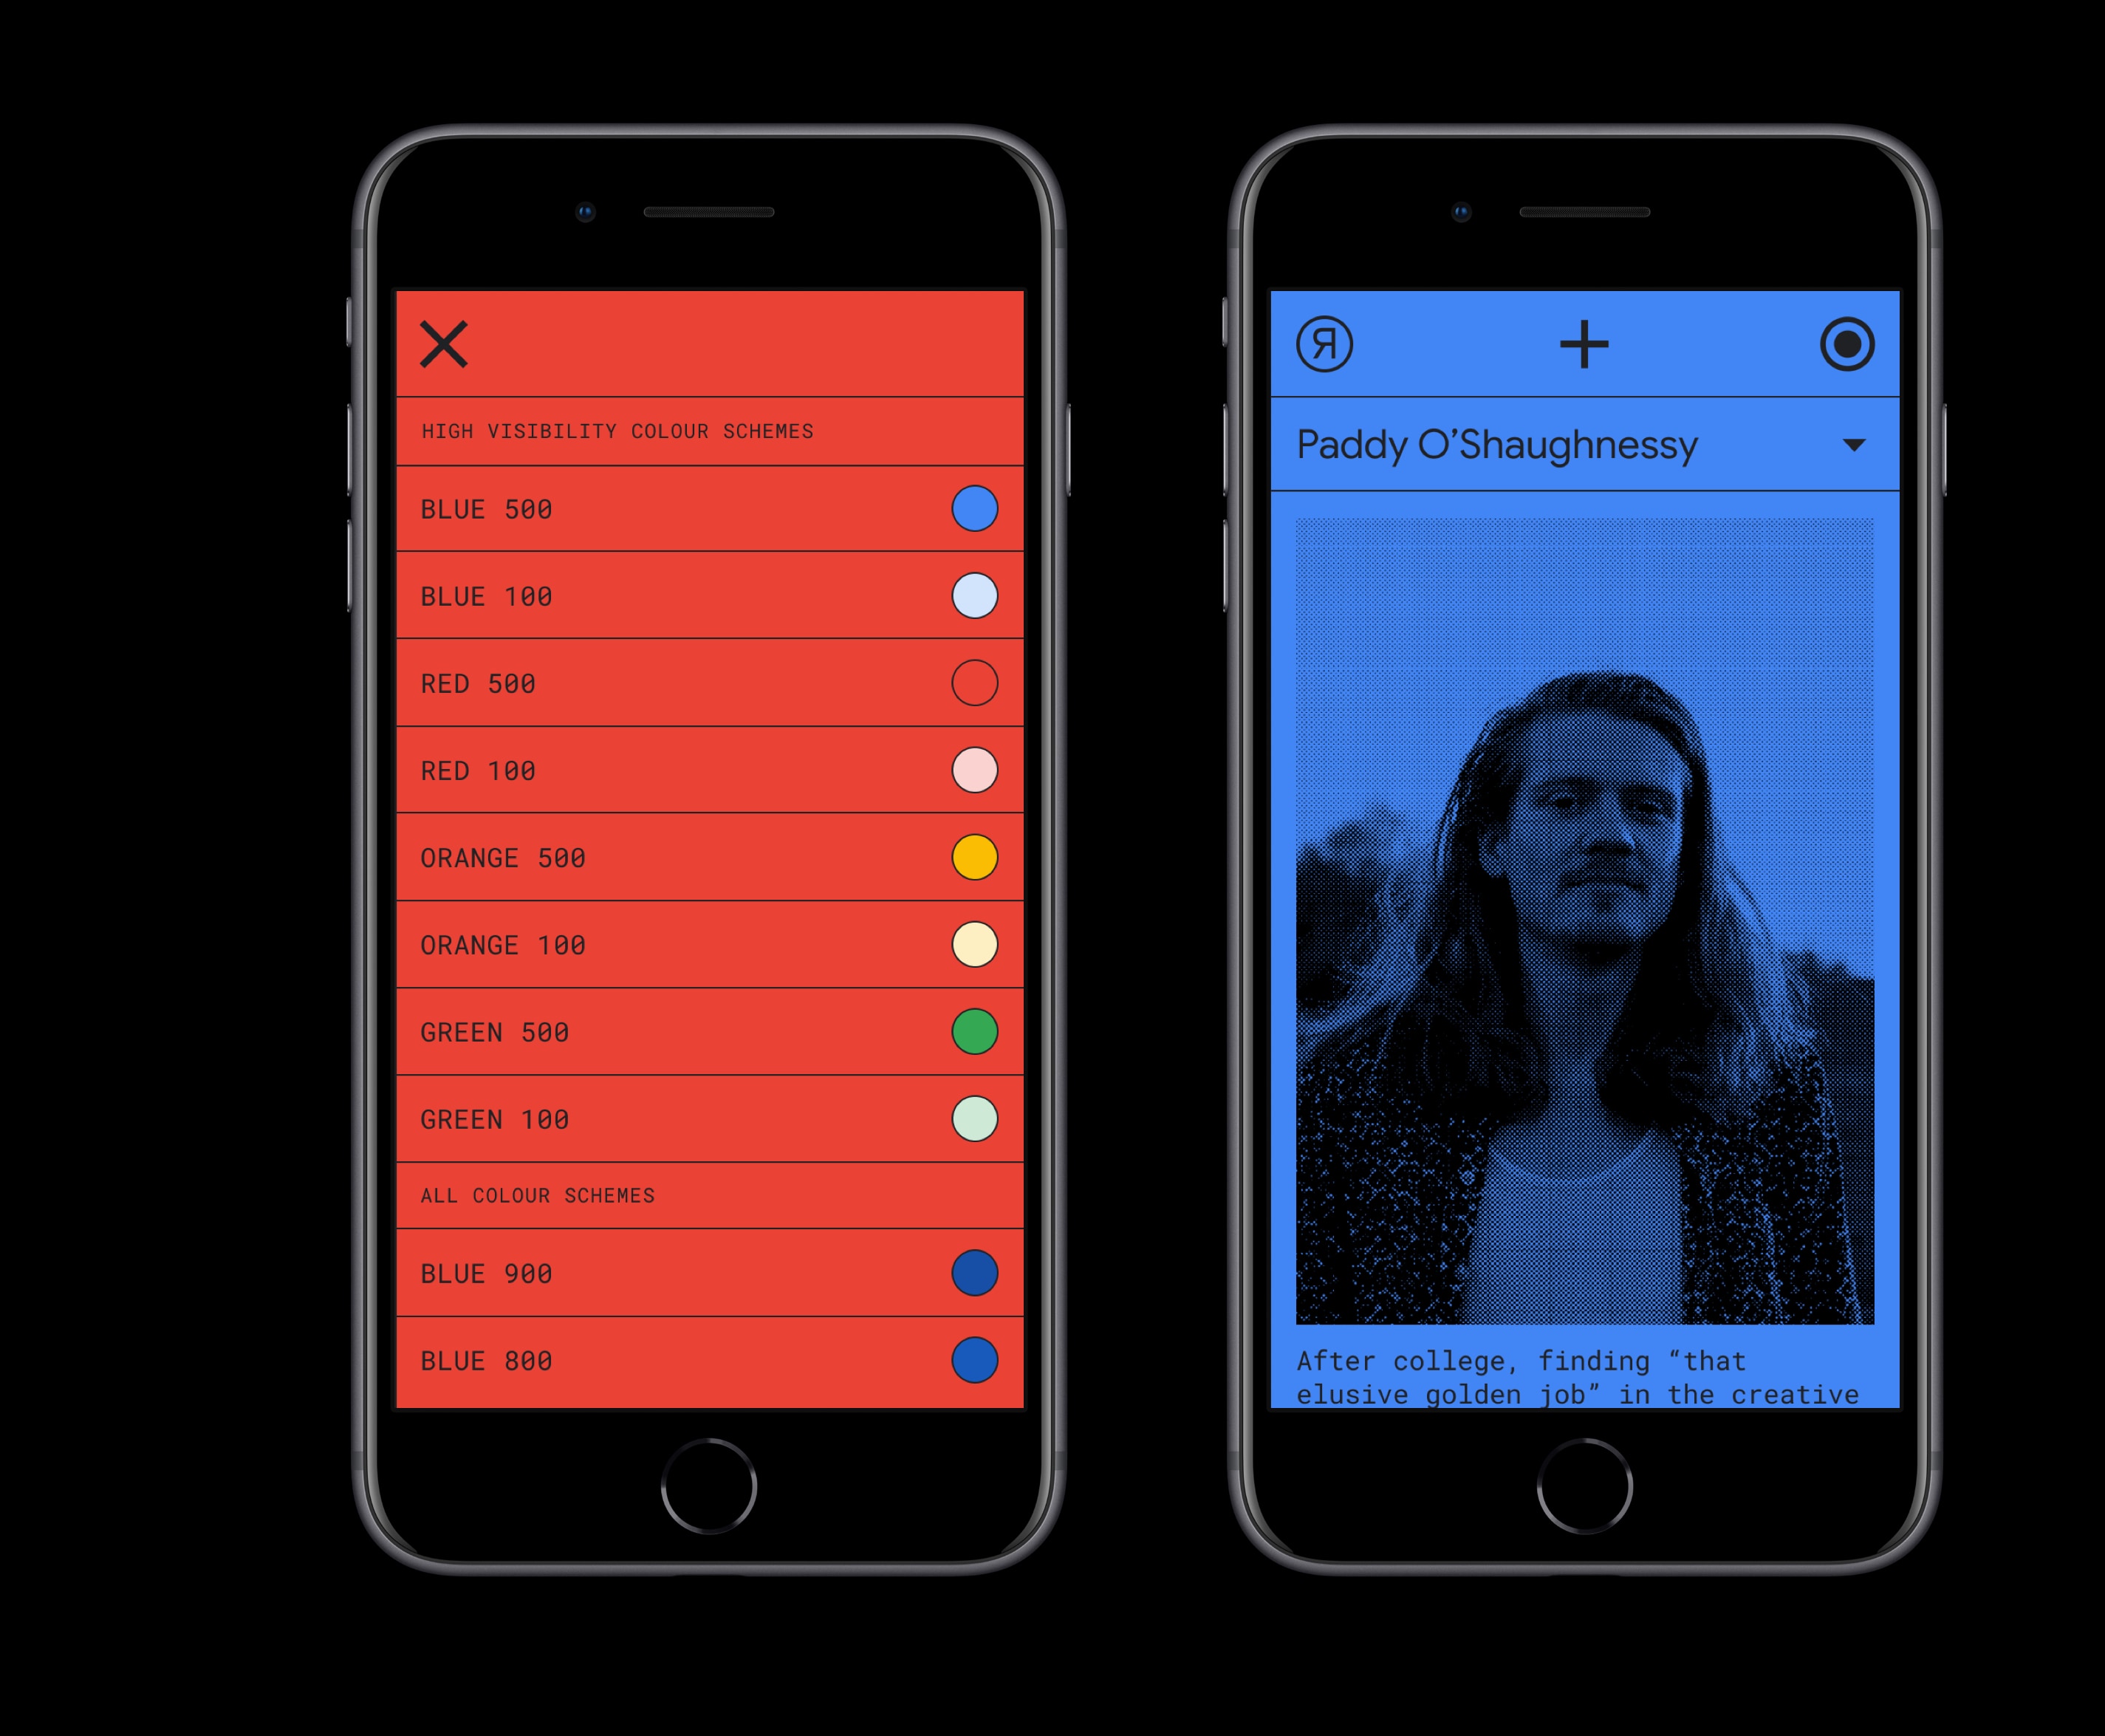 HIGH VISIBILITY COLOUR SCHEMES
BLUE 500
BLUE 100
RED 500
RED 100
ORANGE 500
ORANGE 100
GREEN 500
GREEN 100
ALL COLOUR SCHEMES
BLUE 900
BLUE 800
Я
Paddy O’Shaughnessy
After college, finding “that
elusive golden job” in the creative